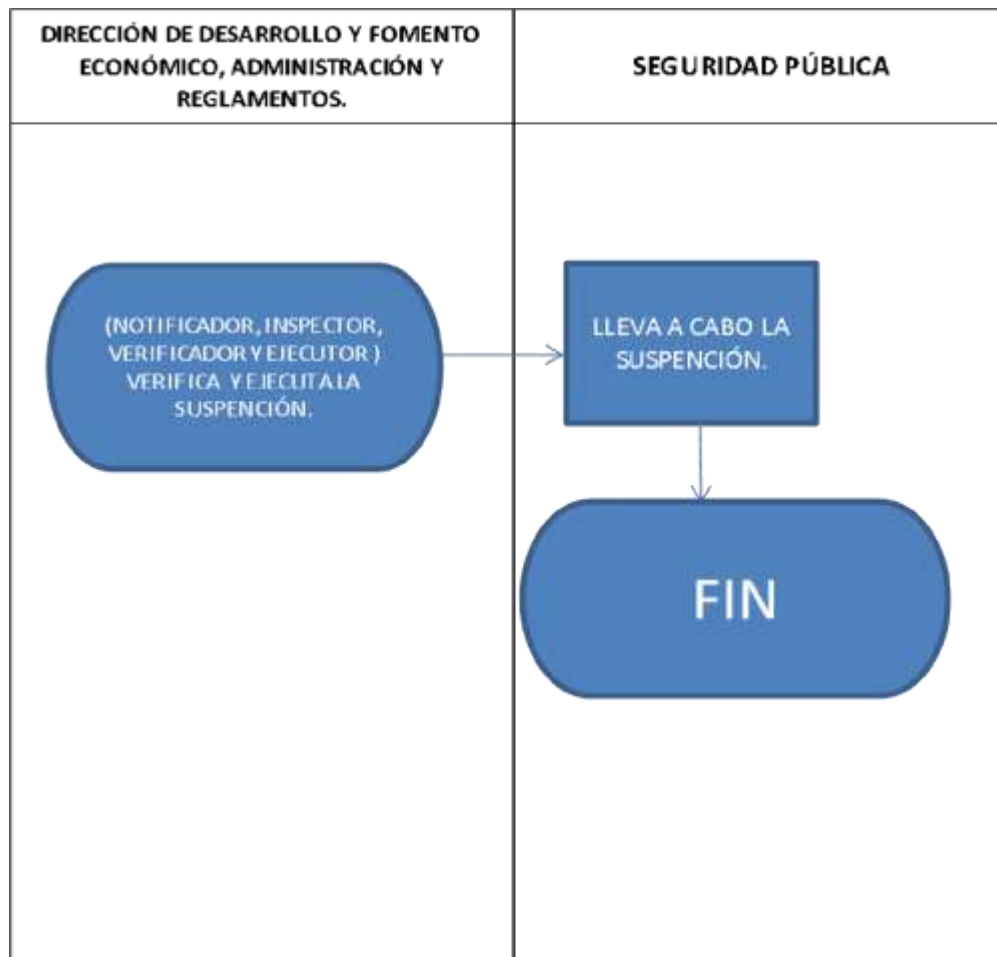 DIRECCIÓN DE DESARROLLO Y FOMENTO
ECONÓMICO, ADMINISTRACIÓN Y
REGLAMENTOS.
SEGURIDAD PÚBLICA
(NOTIFICADOR, INSPECTOR,
VERIFICADOR Y EJECUTOR )
VERIFICA Y EJECUTA LA
SUSPENCIÓN.
LLEVA A CABO LA
SUSPENCIÓN.
FIN